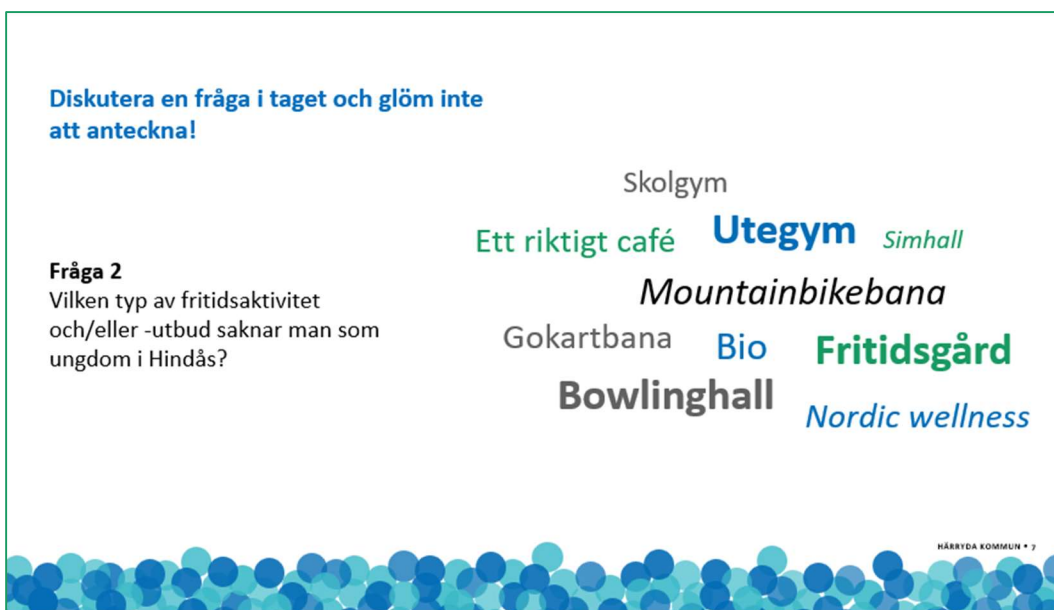 Diskutera en fråga i taget och glöm inte
att anteckna!
Fråga 2
Vilken typ av fritidsaktivitet
och/eller -utbud saknar man som
ungdom i Hindås?
Skolgym
Ett riktigt café Utegym Simhall
Mountainbikebana
Gokartbana Bio Fritidsgård
Bowlinghall
Nordic wellness
HÄRRYDA KOMMUN • 7